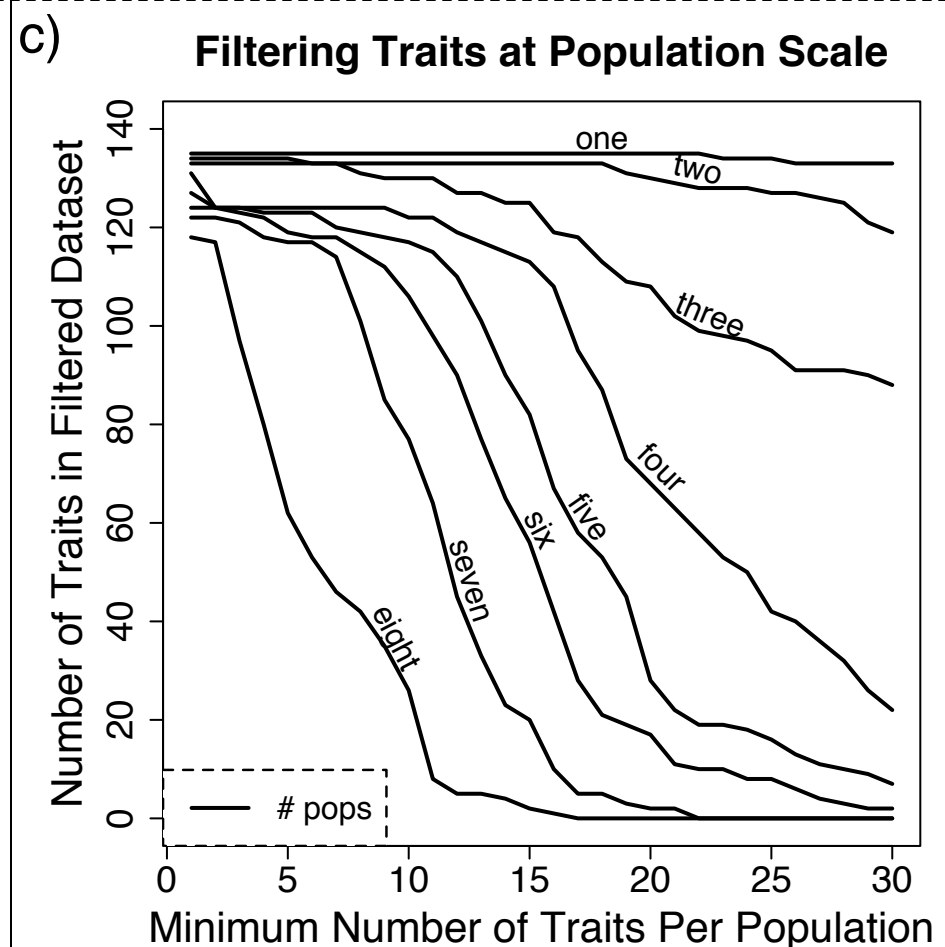 c)
Filtering Traits at Population Scale
Number of Traits in Filtered Dataset
140
120
100
80
60
40
20
0
one
two
three
four
five
six
seven
eight
# pops
0 5 10 15 20 25 30
Minimum Number of Traits Per Population